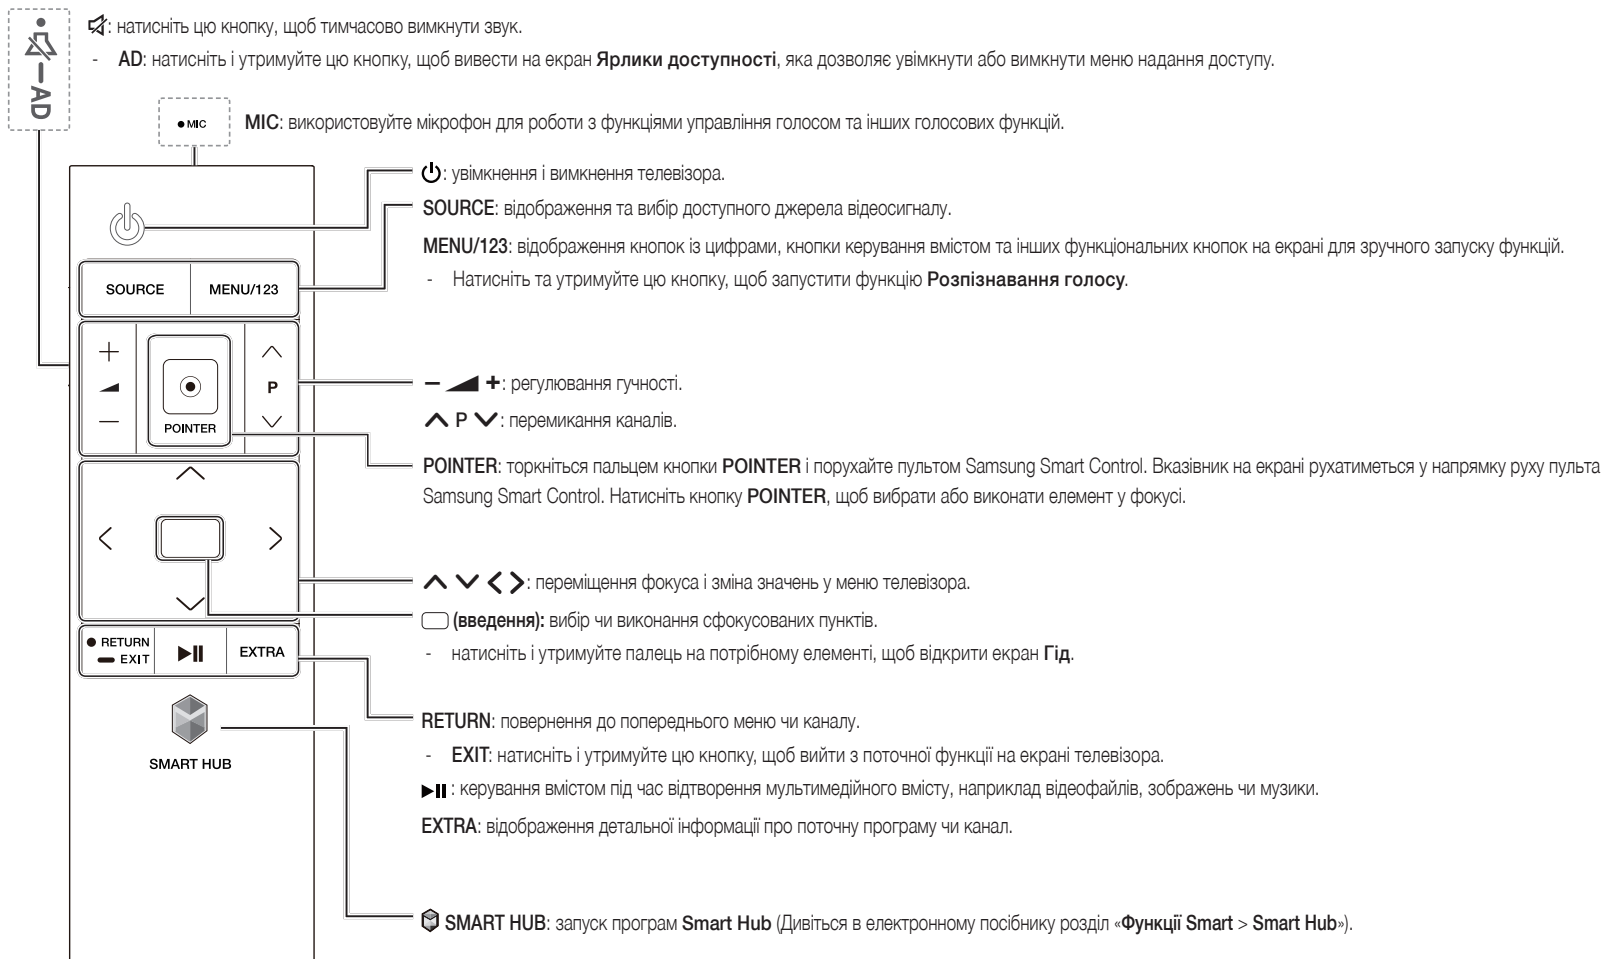 : натисніть цю кнопку, щоб тимчасово вимкнути звук.
- AD: натисніть і утримуйте цю кнопку, щоб вивести на екран Ярлики доступності, яка дозволяє увімкнути або вимкнути меню надання доступу.
AD
MIC
MIC: використовуйте мікрофон для роботи з функціями управління голосом та інших голосових функцій.
: увімкнення і вимкнення телевізора.
SOURCE: відображення та вибір доступного джерела відеосигналу.
MENU/123: відображення кнопок із цифрами, кнопки керування вмістом та інших функціональних кнопок на екрані для зручного запуску функцій.
- Натисніть та утримуйте цю кнопку, щоб запустити функцію Розпізнавання голосу.
SOURCE MENU/123
+
P
−
POINTER
− +: регулювання гучності.
P : перемикання каналів.
POINTER: торкніться пальцем кнопки POINTER і порухайте пультом Samsung Smart Control. Вказівник на екрані рухатиметься у напрямку руху пульта
Samsung Smart Control. Натисніть кнопку POINTER, щоб вибрати або виконати елемент у фокусі.
: переміщення фокуса і зміна значень у меню телевізора.
(введення): вибір чи виконання сфокусованих пунктів.
- натисніть і утримуйте палець на потрібному елементі, щоб відкрити екран Гід.
RETURN
EXIT
EXTRA
SMART HUB
RETURN: повернення до попереднього меню чи каналу.
- EXIT: натисніть і утримуйте цю кнопку, щоб вийти з поточної функції на екрані телевізора.
: керування вмістом під час відтворення мультимедійного вмісту, наприклад відеофайлів, зображень чи музики.
EXTRA: відображення детальної інформації про поточну програму чи канал.
SMART HUB: запуск програм Smart Hub (Дивіться в електронному посібнику розділ «Функції Smart > Smart Hub»).